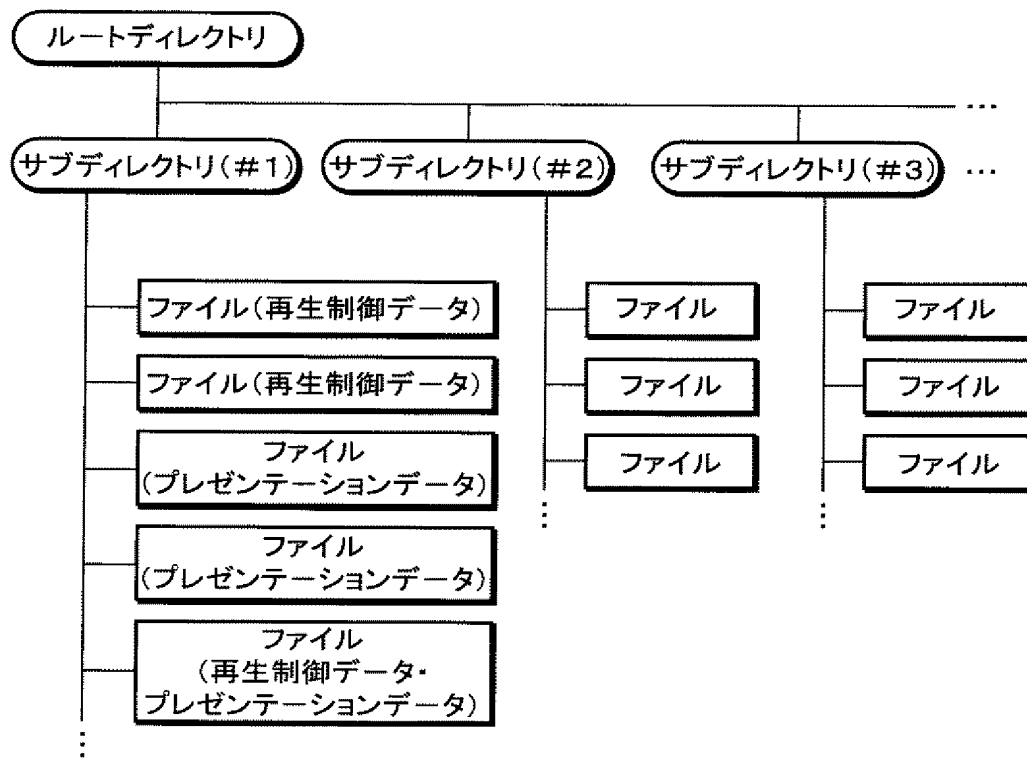 ルートディレクトリ
サブディレクトリ(#1)
サブディレクトリ(#2)
サブディレクトリ(#3)
…
…
ファイル(再生制御データ)
ファイル(再生制御データ)
ファイル
(プレゼンテーションデータ)
ファイル
(プレゼンテーションデータ)
ファイル
(再生制御データ・
プレゼンテーションデータ)
⋮
ファイル
ファイル
ファイル
⋮
ファイル
ファイル
ファイル
⋮